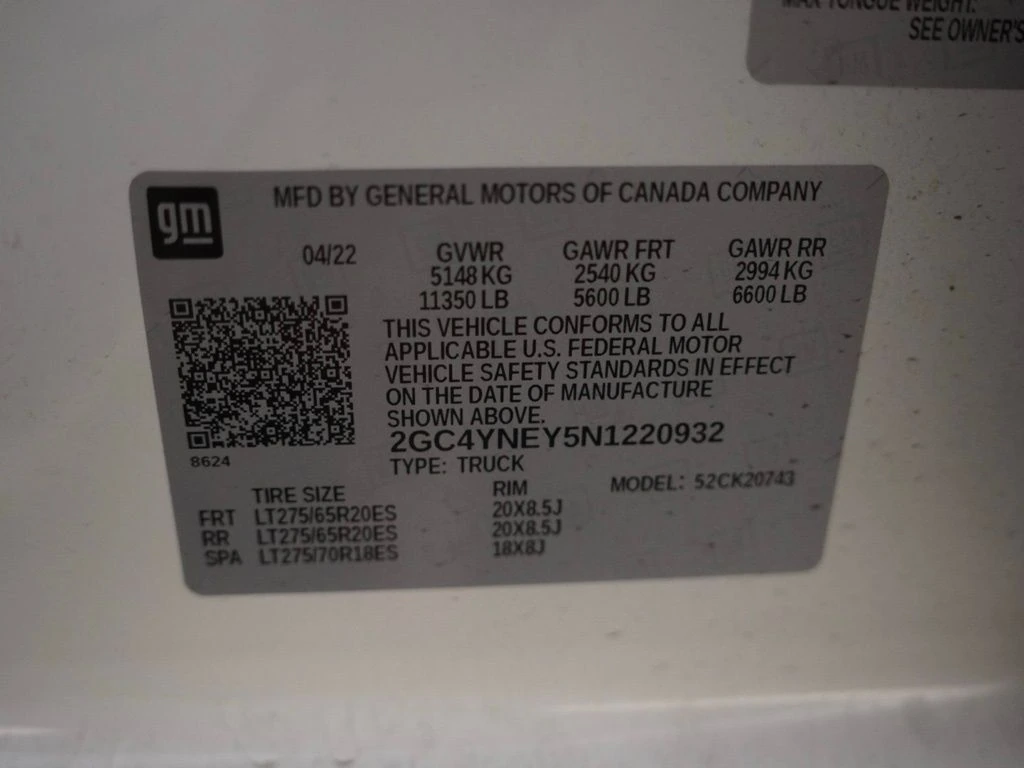 MAX TONGUE WEIGHT:
SEE OWNER'S
gm
MFD BY GENERAL MOTORS OF CANADA COMPANY
04/22 GVWR GAWR FRT GAWR RR
5148 KG 2540 KG 2994 KG
11350 LB 5600 LB 6600 LB
THIS VEHICLE CONFORMS TO ALL
APPLICABLE U.S. FEDERAL MOTOR
VEHICLE SAFETY STANDARDS IN EFFECT
ON THE DATE OF MANUFACTURE
SHOWN ABOVE.
2GC4YNEY5N1220932
8624
TYPE: TRUCK
TIRE SIZE RIM MODEL: 52CK20743
FRT LT275/65R20ES 20X8.5J
RR LT275/65R20ES 20X8.5J
SPA LT275/70R18ES 18X8J